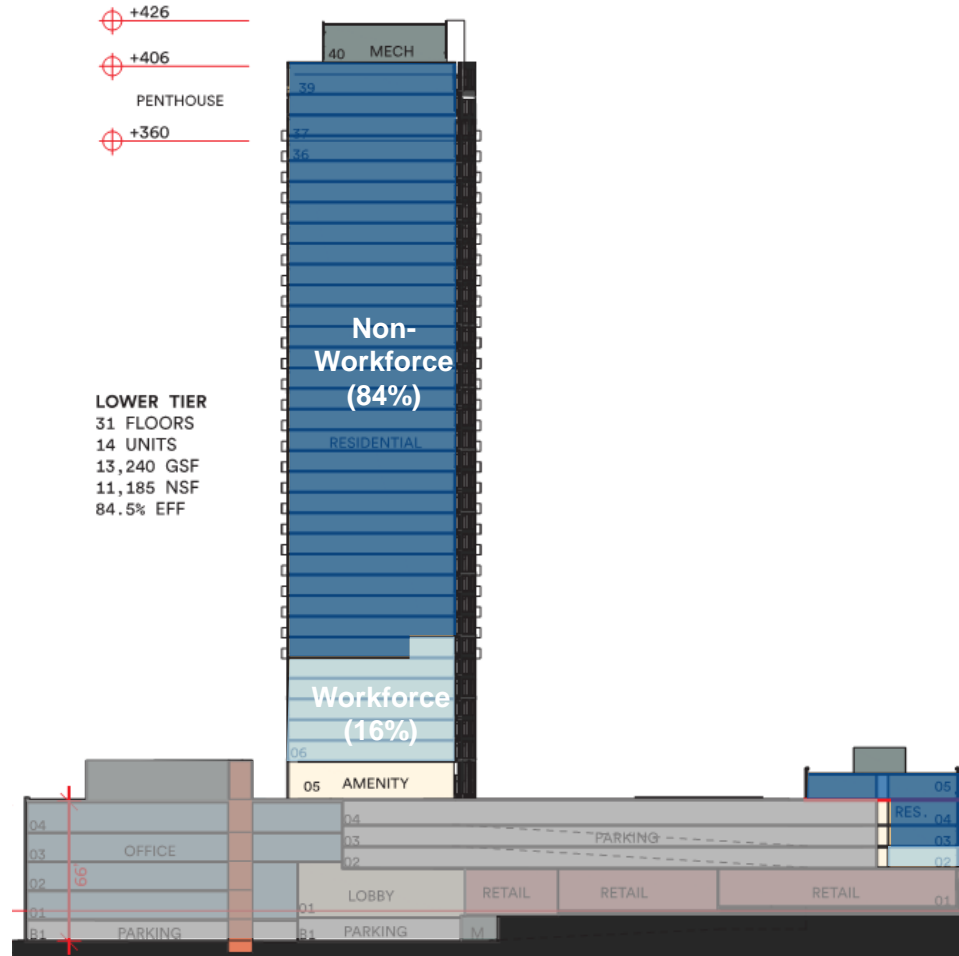 +426
+406
PENTHOUSE
+360
40 MECH
39
37
36
Non-
Workforce
(84%)
RESIDENTIAL
LOWER TIER
31 FLOORS
14 UNITS
13,240 GSF
11,185 NSF
84.5% EFF
Workforce
(16%)
06
05 AMENITY
04
03
OFFICE
02
01
66'
B1
PARKING
04
03
02
PARKING
LOBBY
01
B1
PARKING
M
RETAIL
RETAIL
RETAIL
01
05
RES.
04
03
02